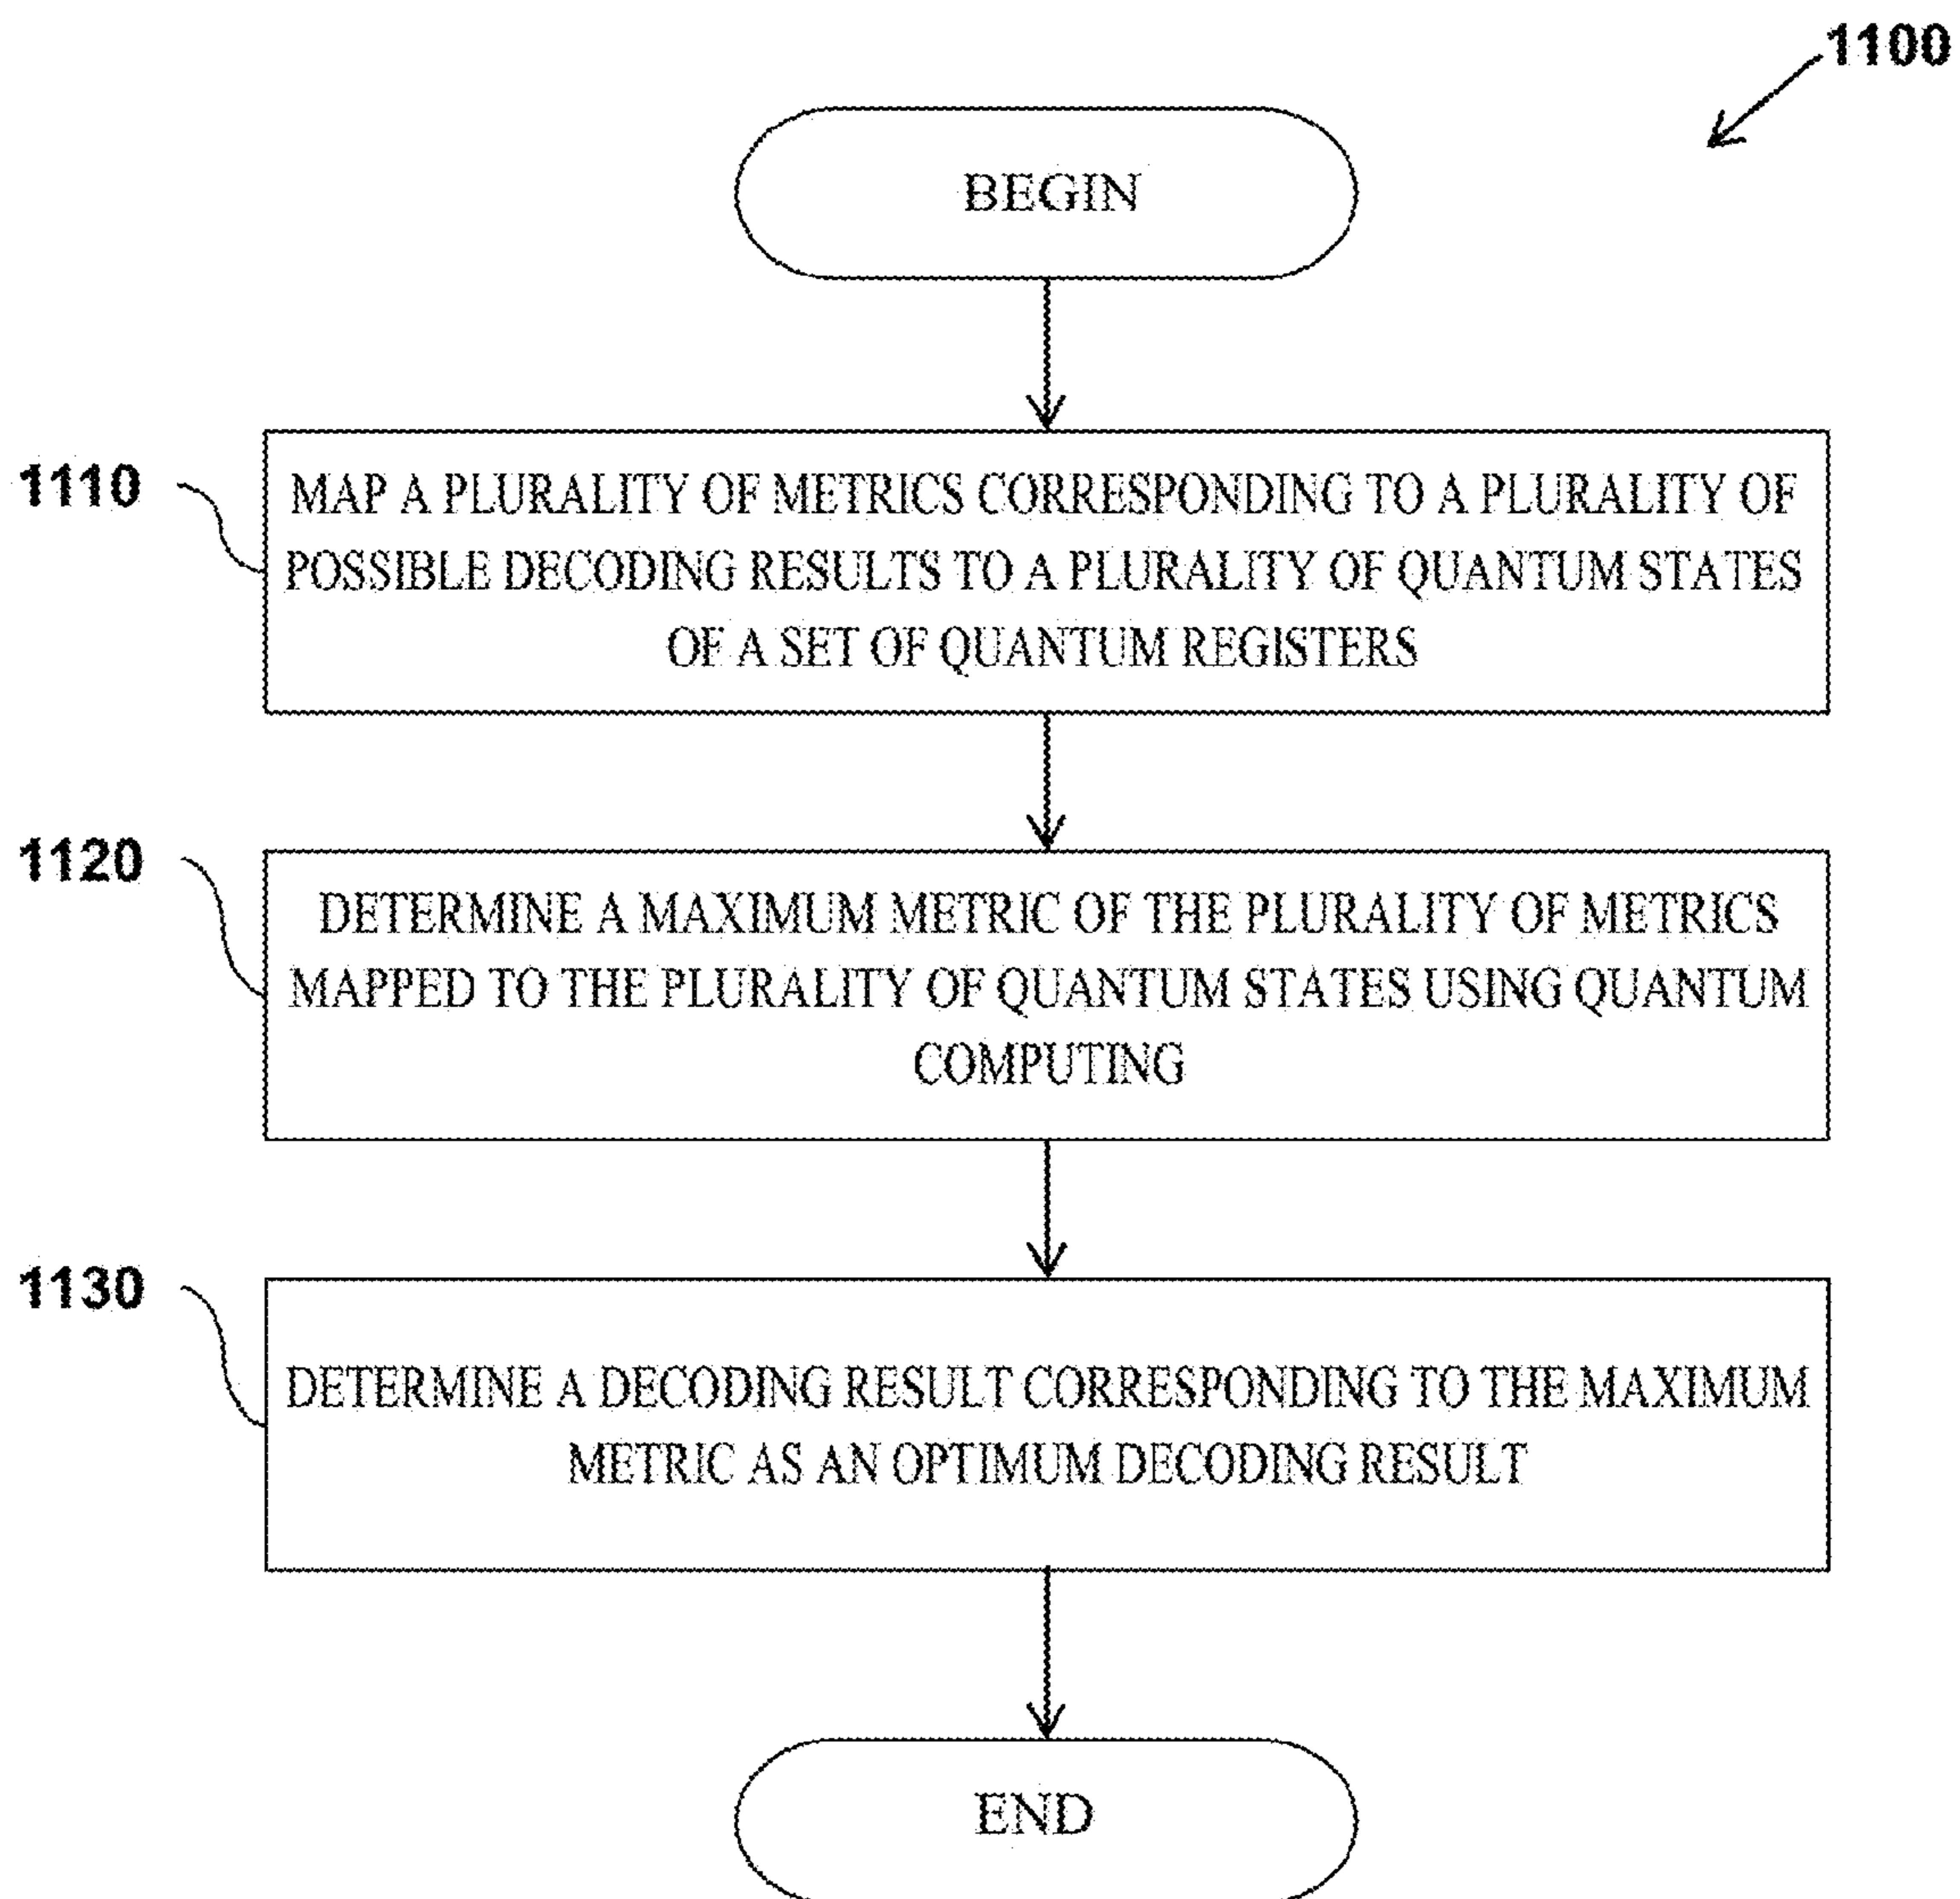 1100
BEGIN
1110
MAP A PLURALITY OF METRICS CORRESPONDING TO A PLURALITY OF
POSSIBLE DECODING RESULTS TO A PLURALITY OF QUANTUM STATES
OF A SET OF QUANTUM REGISTERS
1120
DETERMINE A MAXIMUM METRIC OF THE PLURALITY OF METRICS
MAPPED TO THE PLURALITY OF QUANTUM STATES USING QUANTUM
COMPUTING
1130
DETERMINE A DECODING RESULT CORRESPONDING TO THE MAXIMUM
METRIC AS AN OPTIMUM DECODING RESULT
END